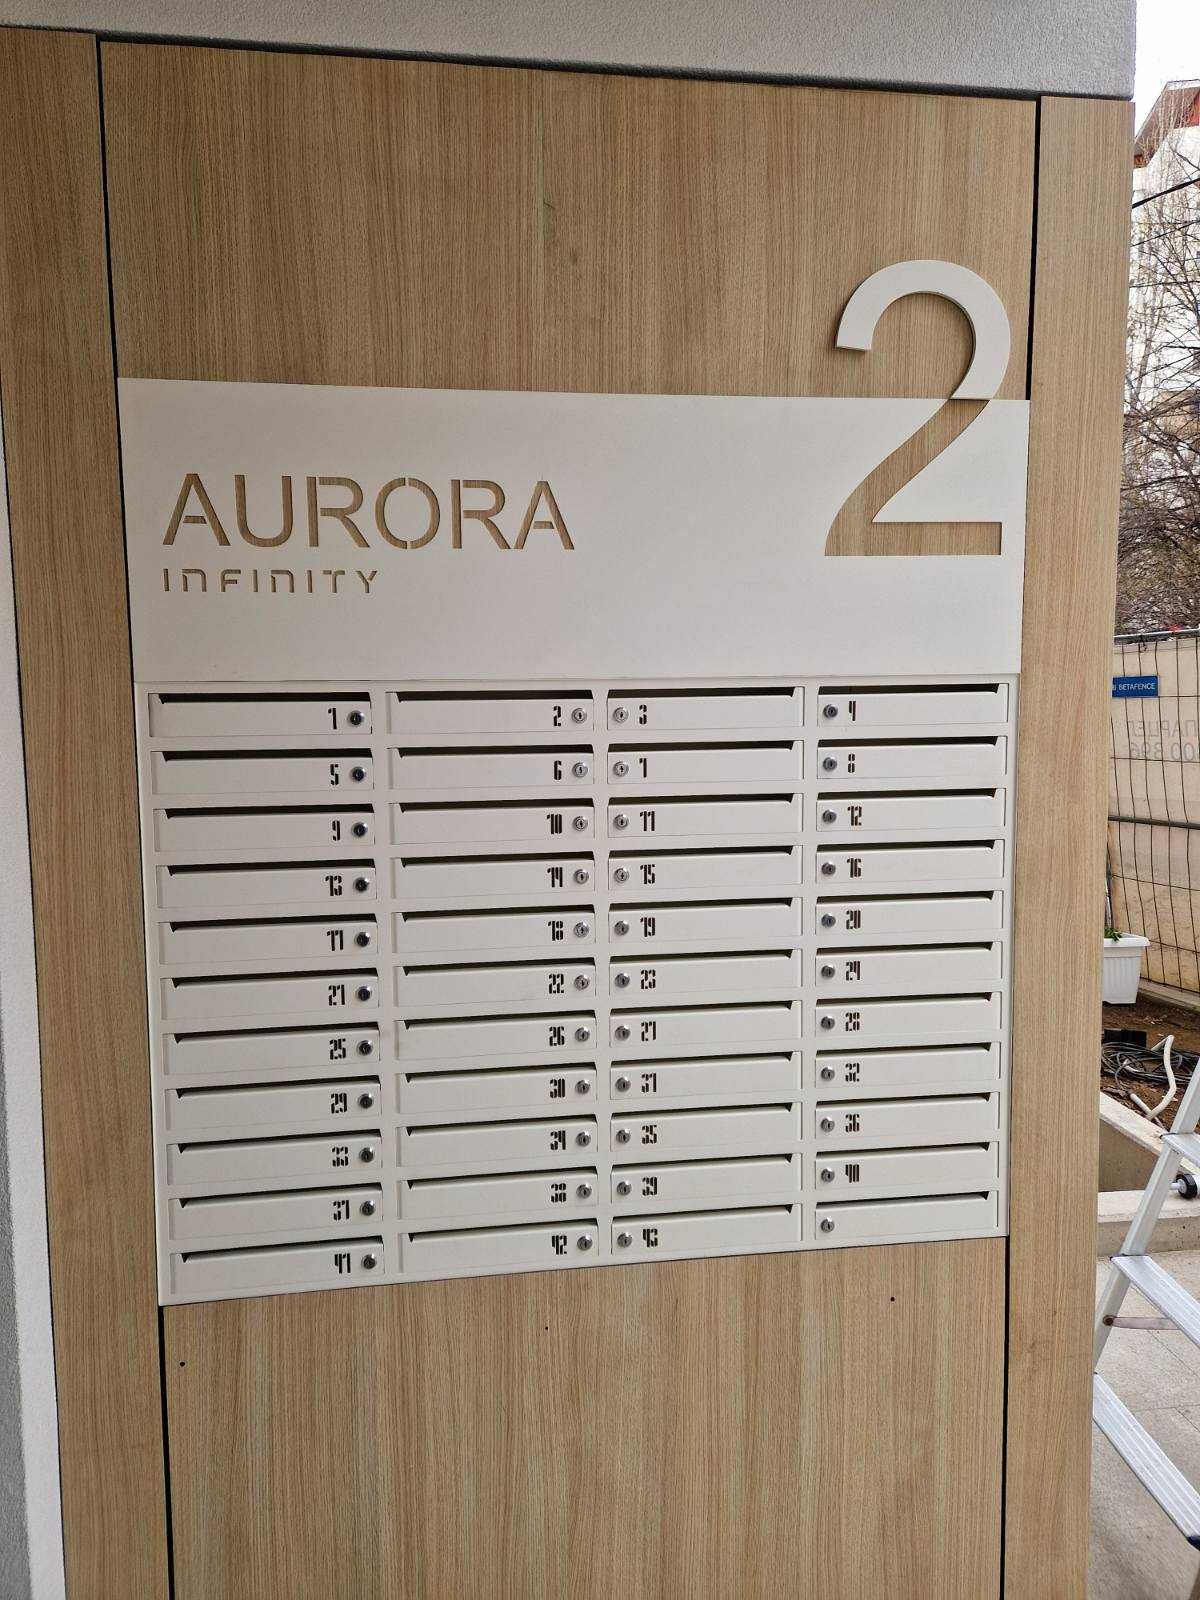 2
AURORA
INFINITY
1 2 3 4
5 6 7 8
9 10 11 12
13 14 15 16
17 18 19 20
21 22 23 24
25 26 27 28
29 30 31 32
33 34 35 36
37 38 39 40
41 42 43
BETAFENCE